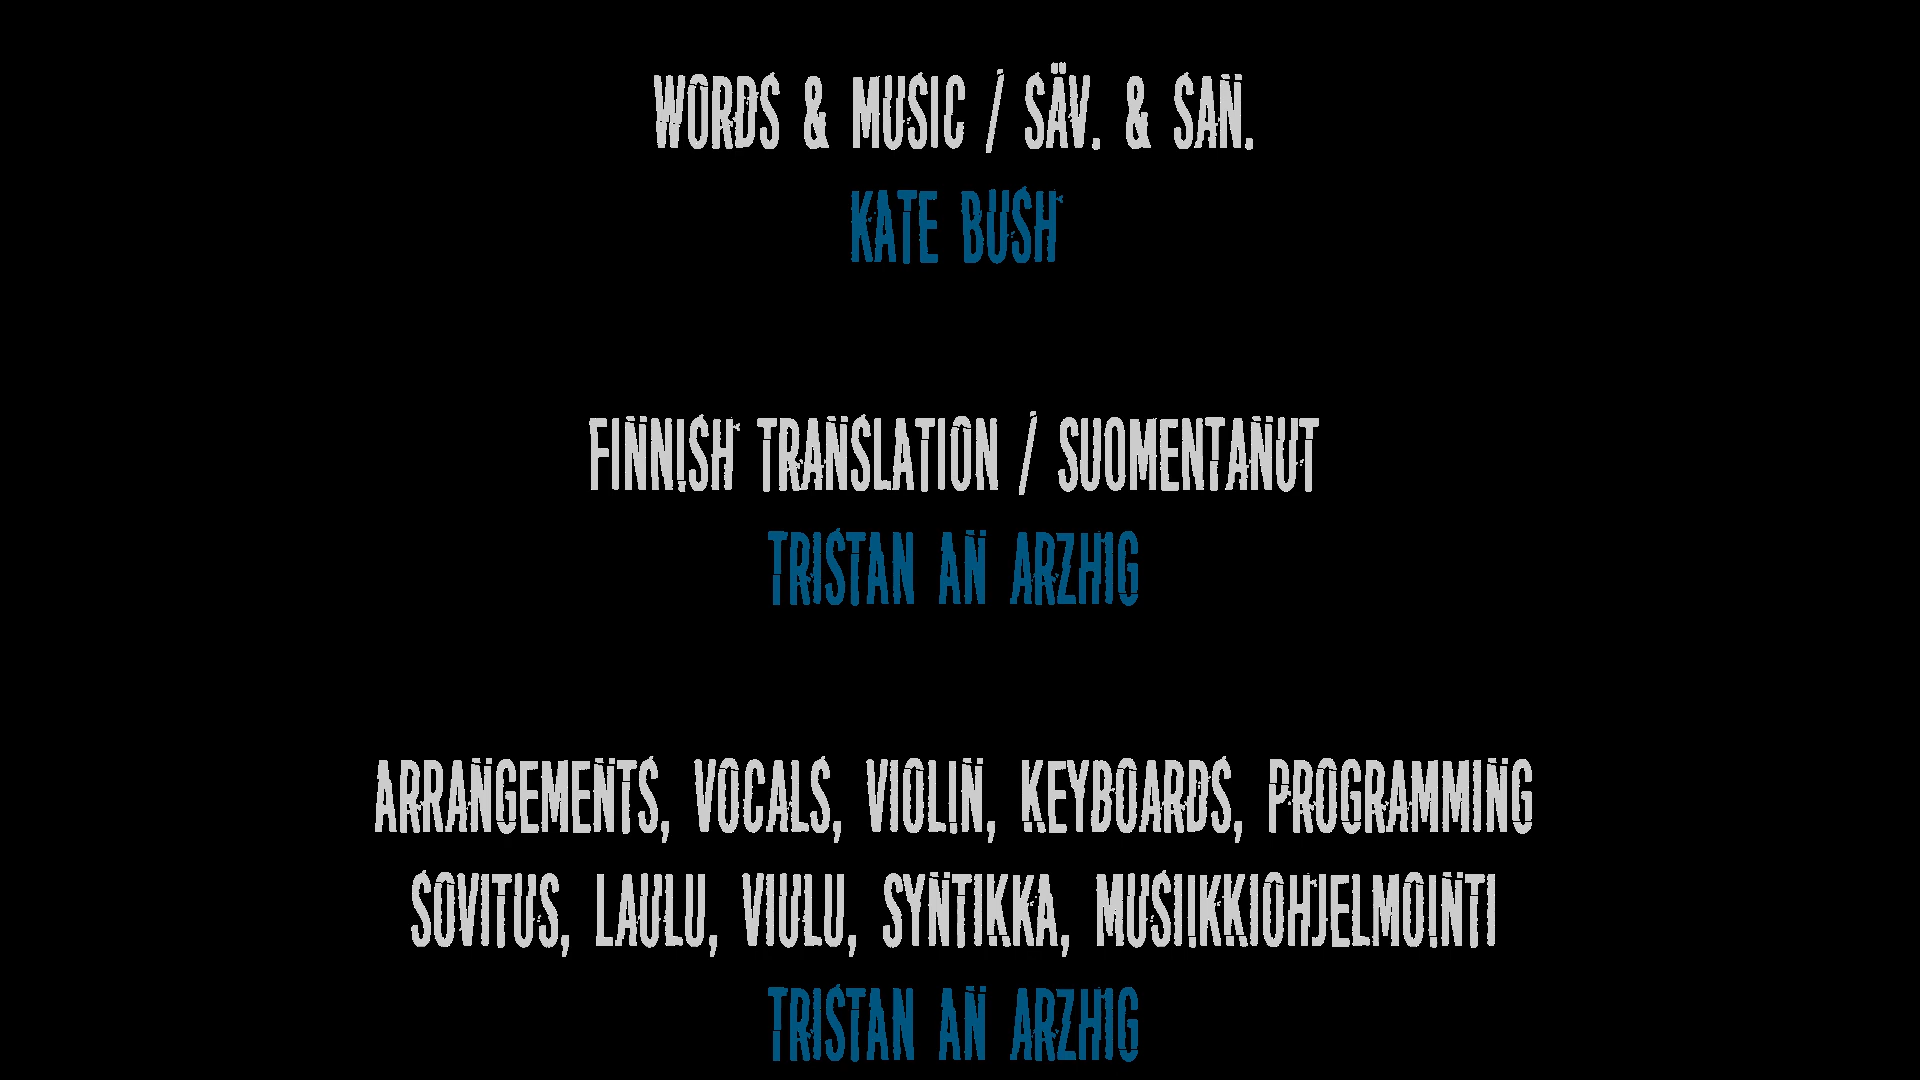 WORDS & MUSIC / SÄV. & SAN.
KATE BUSH
FINNISH TRANSLATION / SUOMENTANUT
TRISTAN AN ARZHIG
ARRANGEMENTS, VOCALS, VIOLIN, KEYBOARDS, PROGRAMMING
SOVITUS, LAULU, VIULU, SYNTIKKA, MUSIIKKIOHJELMOINTI
TRISTAN AN ARZHIG